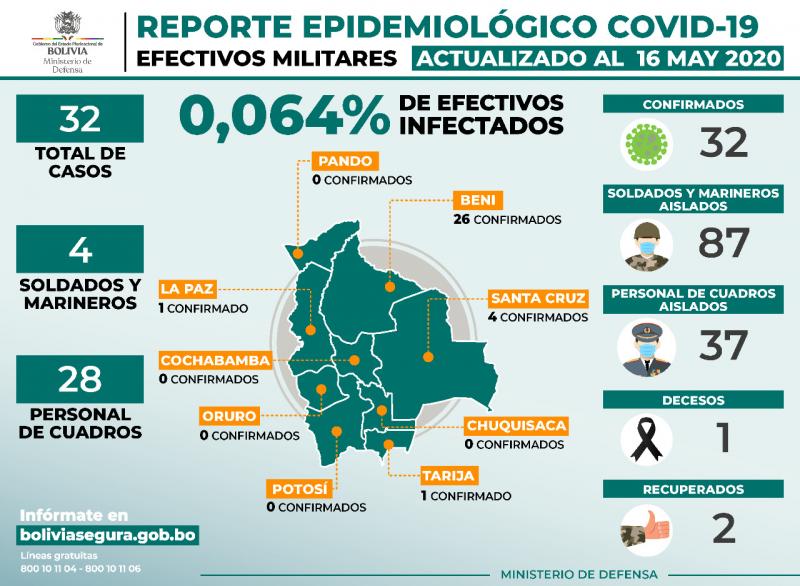 Gobierno del Estado Plurinacional de
BOLIVIA
Ministerio de
Defensa
REPORTE EPIDEMIOLÓGICO COVID-19
EFECTIVOS MILITARES
ACTUALIZADO AL 16 MAY 2020
32
TOTAL DE
CASOS
4
SOLDADOS Y
MARINEROS
28
PERSONAL
DE CUADROS
0,064%
DE EFECTIVOS
INFECTADOS
PANDO
0 CONFIRMADOS
BENI
26 CONFIRMADOS
LA PAZ
1 CONFIRMADO
SANTA CRUZ
4 CONFIRMADOS
COCHABAMBA
0 CONFIRMADOS
ORURO
0 CONFIRMADOS
CHUQUISACA
0 CONFIRMADOS
POTOSÍ
0 CONFIRMADOS
TARIJA
1 CONFIRMADO
CONFIRMADOS
32
SOLDADOS Y MARINEROS
AISLADOS
87
PERSONAL DE CUADROS
AISLADOS
37
DECESOS
1
RECUPERADOS
2
Infórmate en
boliviasegura.gob.bo
Líneas gratuitas
800 10 11 04 - 800 10 11 06
MINISTERIO DE DEFENSA